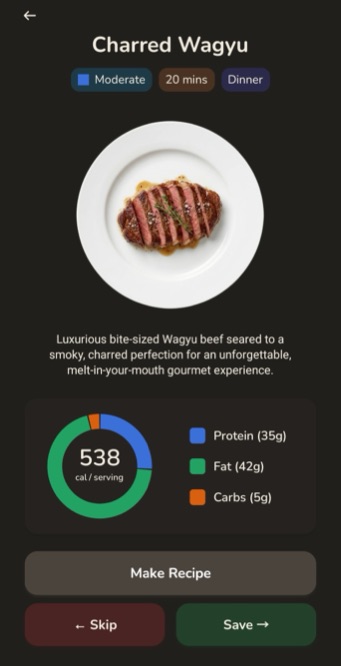 ←
Charred Wagyu
Moderate
20 mins
Dinner
Luxurious bite-sized Wagyu beef seared to a
smoky, charred perfection for an unforgettable,
melt-in-your-mouth gourmet experience.
538
cal / serving
Protein (35g)
Fat (42g)
Carbs (5g)
Make Recipe
← Skip
Save →